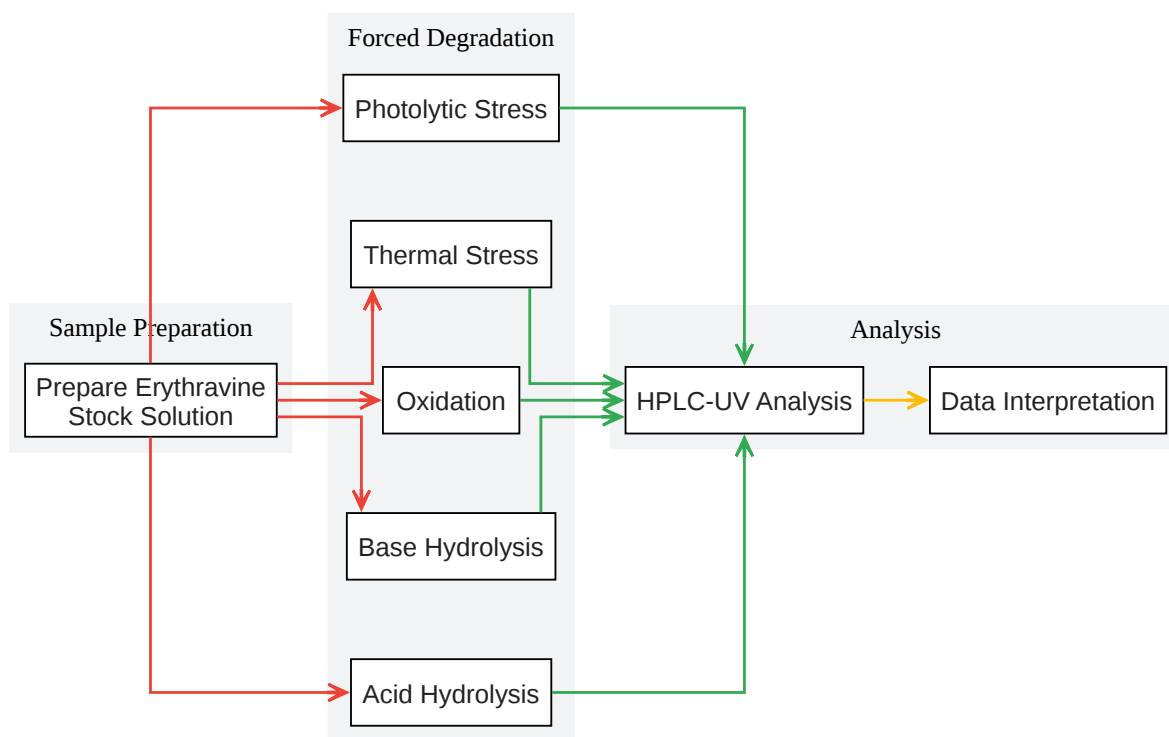 Forced Degradation
Photolytic Stress
Thermal Stress
Sample Preparation
Analysis
Prepare Erythravine
Stock Solution
Oxidation
HPLC-UV Analysis
Data Interpretation
Base Hydrolysis
Acid Hydrolysis